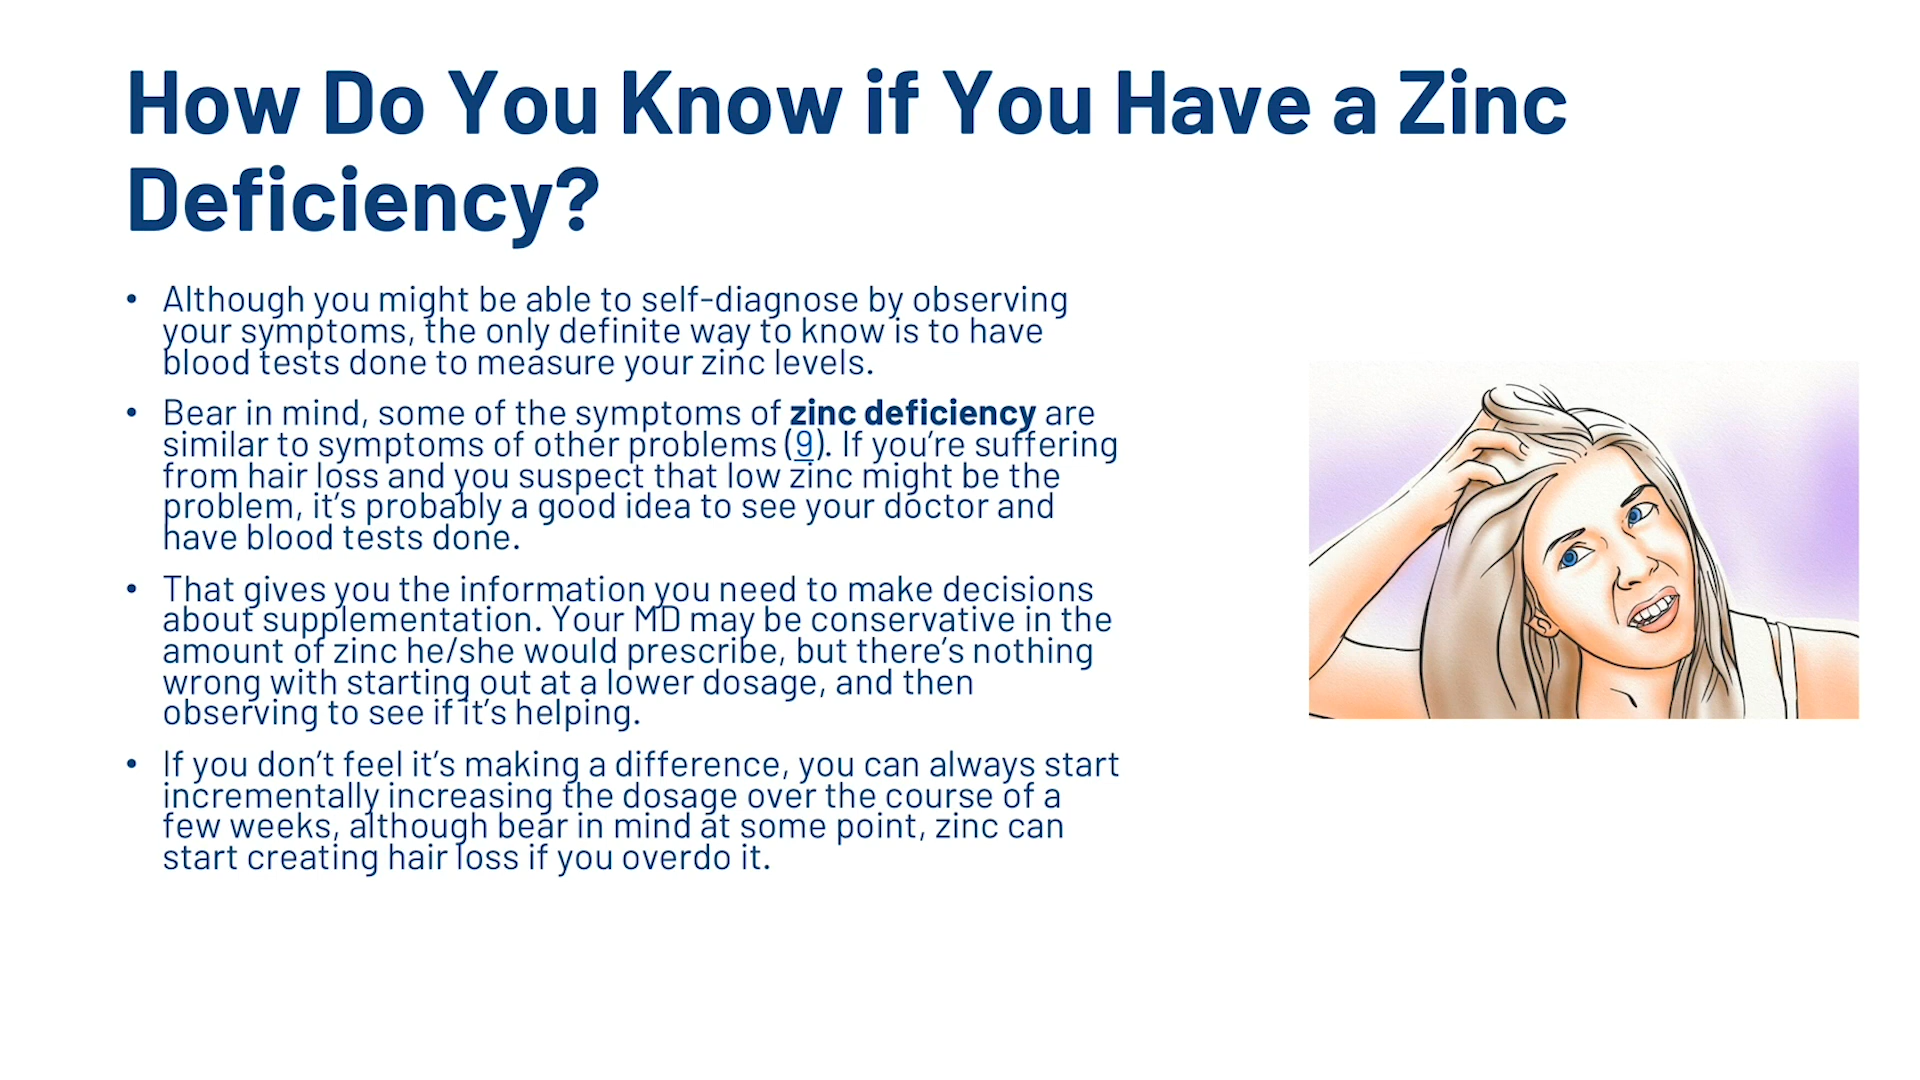 How Do You Know if You Have a Zinc
Deficiency?
• Although you might be able to self-diagnose by observing
your symptoms, the only definite way to know is to have
blood tests done to measure your zinc levels.
• Bear in mind, some of the symptoms of zinc deficiency are
similar to symptoms of other problems (9). If you’re suffering
from hair loss and you suspect that low zinc might be the
problem, it’s probably a good idea to see your doctor and
have blood tests done.
• That gives you the information you need to make decisions
about supplementation. Your MD may be conservative in the
amount of zinc he/she would prescribe, but there’s nothing
wrong with starting out at a lower dosage, and then
observing to see if it’s helping.
• If you don’t feel it’s making a difference, you can always start
incrementally increasing the dosage over the course of a
few weeks, although bear in mind at some point, zinc can
start creating hair loss if you overdo it.